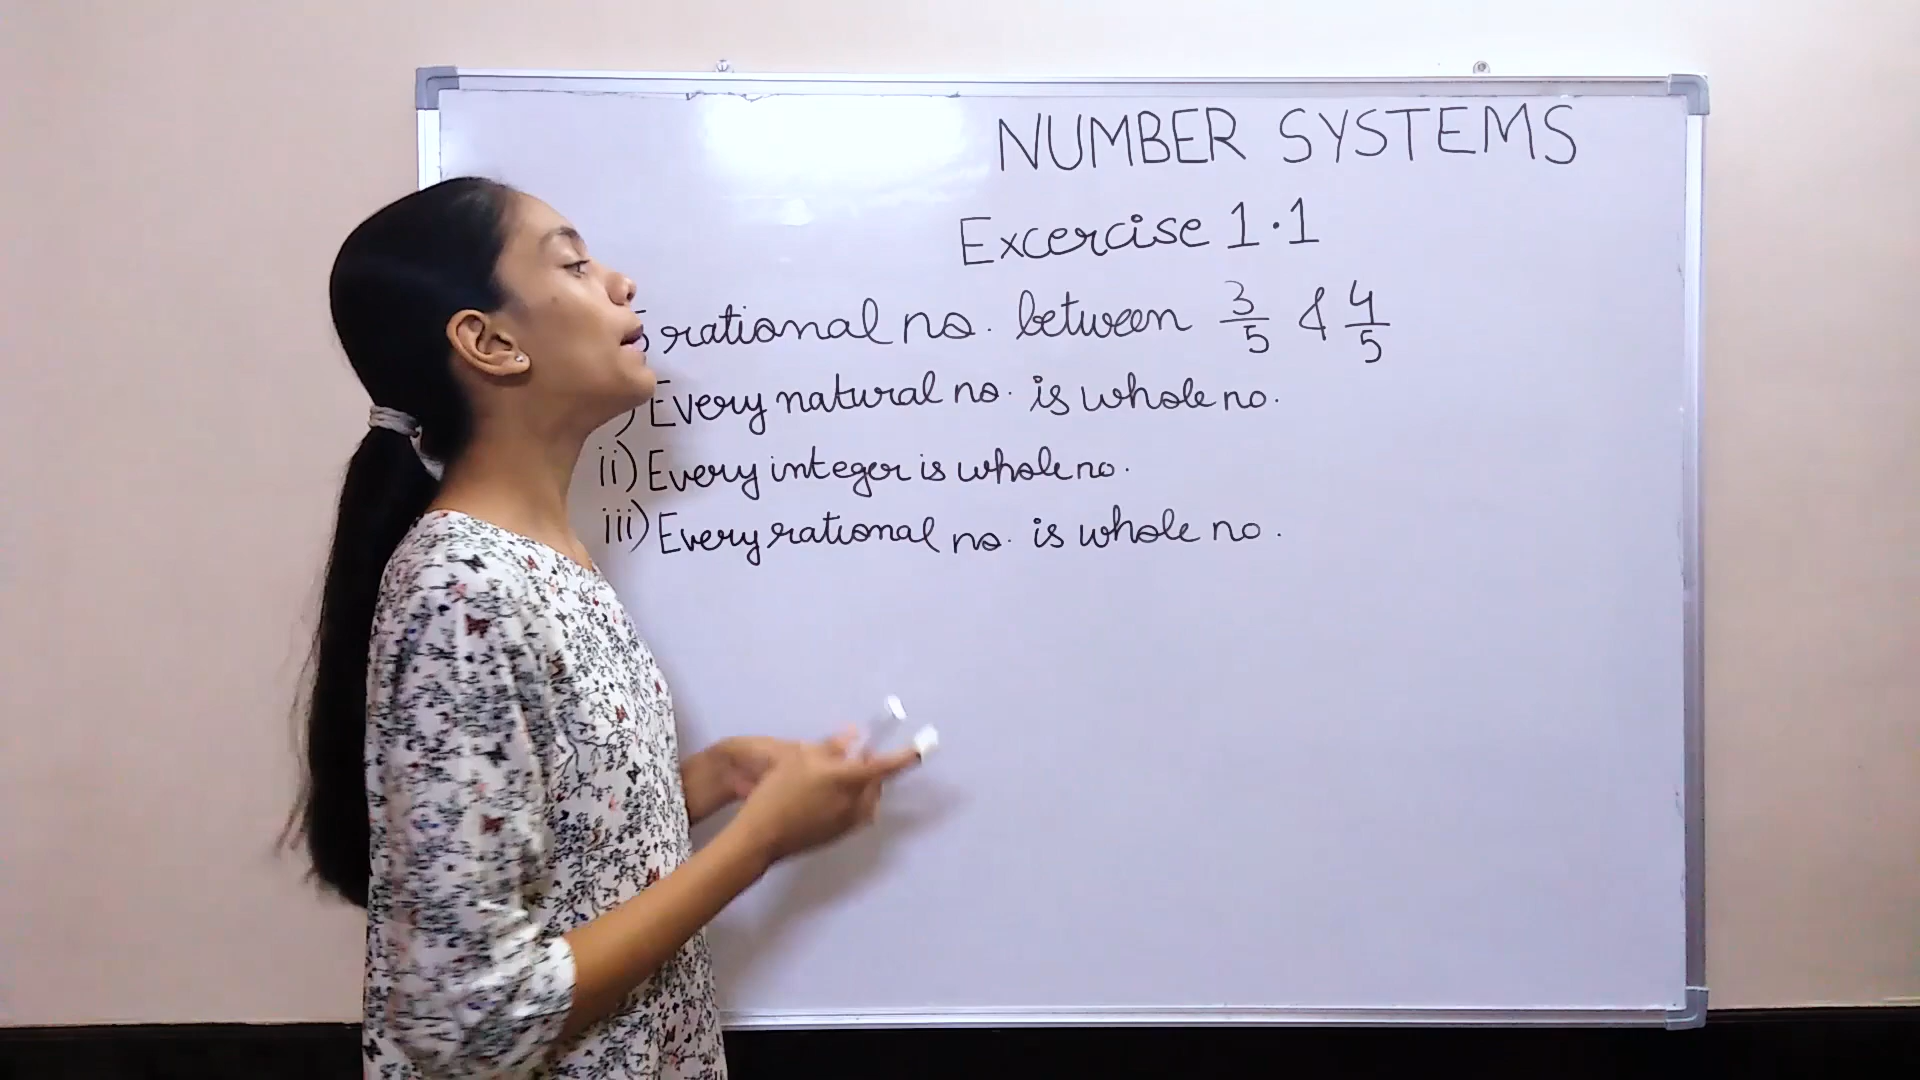 NUMBER SYSTEMS
Excercise 1.1
rational no. between 3/5 & 4/5
) Every natural no. is whole no.
ii) Every integer is whole no.
iii) Every rational no. is whole no.